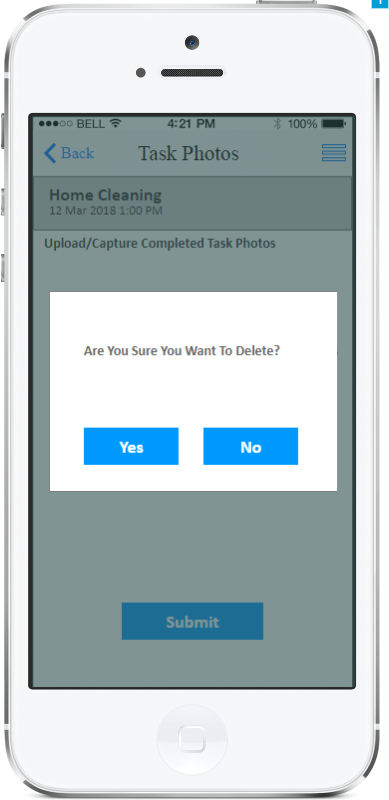 BELL 4:21 PM 100%
Back Task Photos
Home Cleaning
12 Mar 2018 1:00 PM
Upload/Capture Completed Task Photos
Are You Sure You Want To Delete?
Yes No
Submit